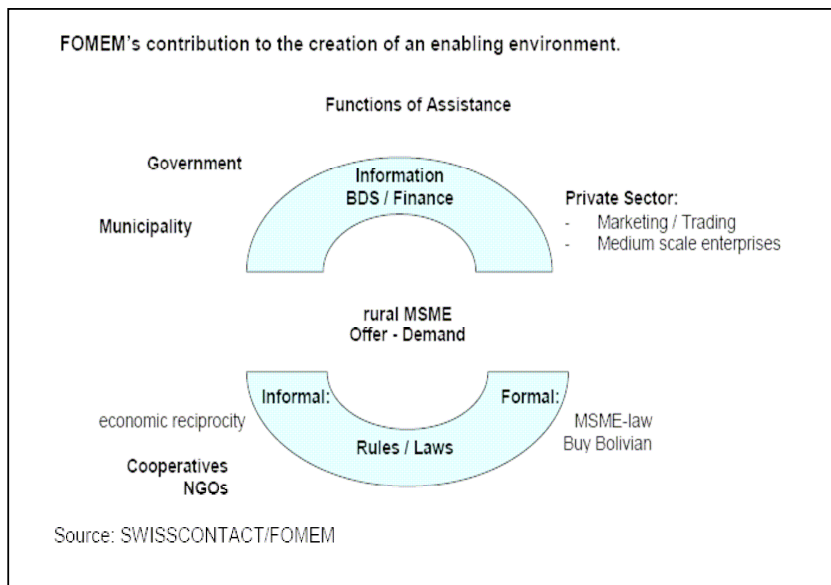 FOMEM's contribution to the creation of an enabling environment.
Functions of Assistance
Government
Information
BDS / Finance
Municipality
Private Sector:
- Marketing / Trading
- Medium scale enterprises
rural MSME
Offer - Demand
Informal:
Formal:
economic reciprocity
MSME-law
Buy Bolivian
Rules / Laws
Cooperatives
NGOs
Source: SWISSCONTACT/FOMEM